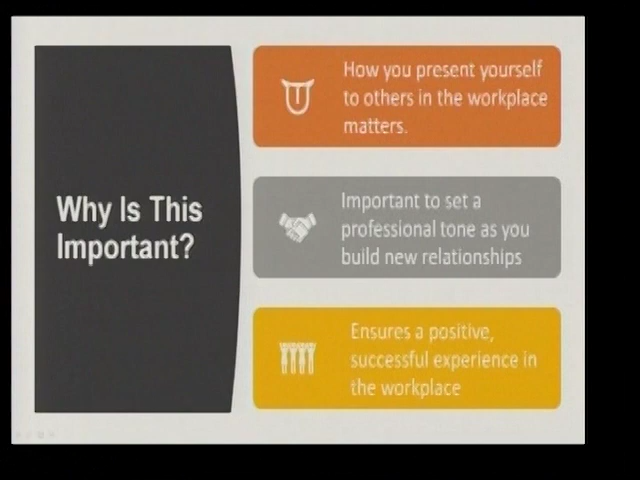 Why Is This
Important?
How you present yourself
to others in the workplace
matters.
Important to set a
professional tone as you
build new relationships
Ensures a positive,
successful experience in
the workplace